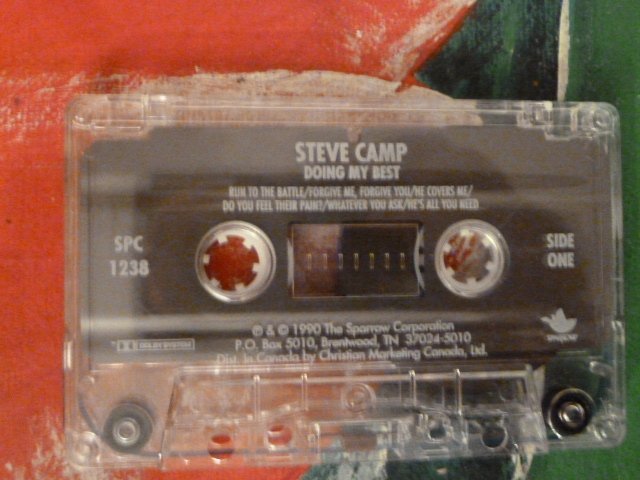 STEVE CAMP
DOING MY BEST
RUN TO THE BATTLE/FORGIVE ME, FORGIVE YOU/HE COVERS ME/
DO YOU FEEL THEIR PAIN?/WHATEVER YOU ASK/HE'S ALL YOU NEED
SPC
1238
SIDE
ONE
℗ & © 1990 The Sparrow Corporation
P.O. Box 5010, Brentwood, TN 37024-5010
Dist. In Canada by Christian Marketing Canada, Ltd.
DOLBY SYSTEM
SPARROW